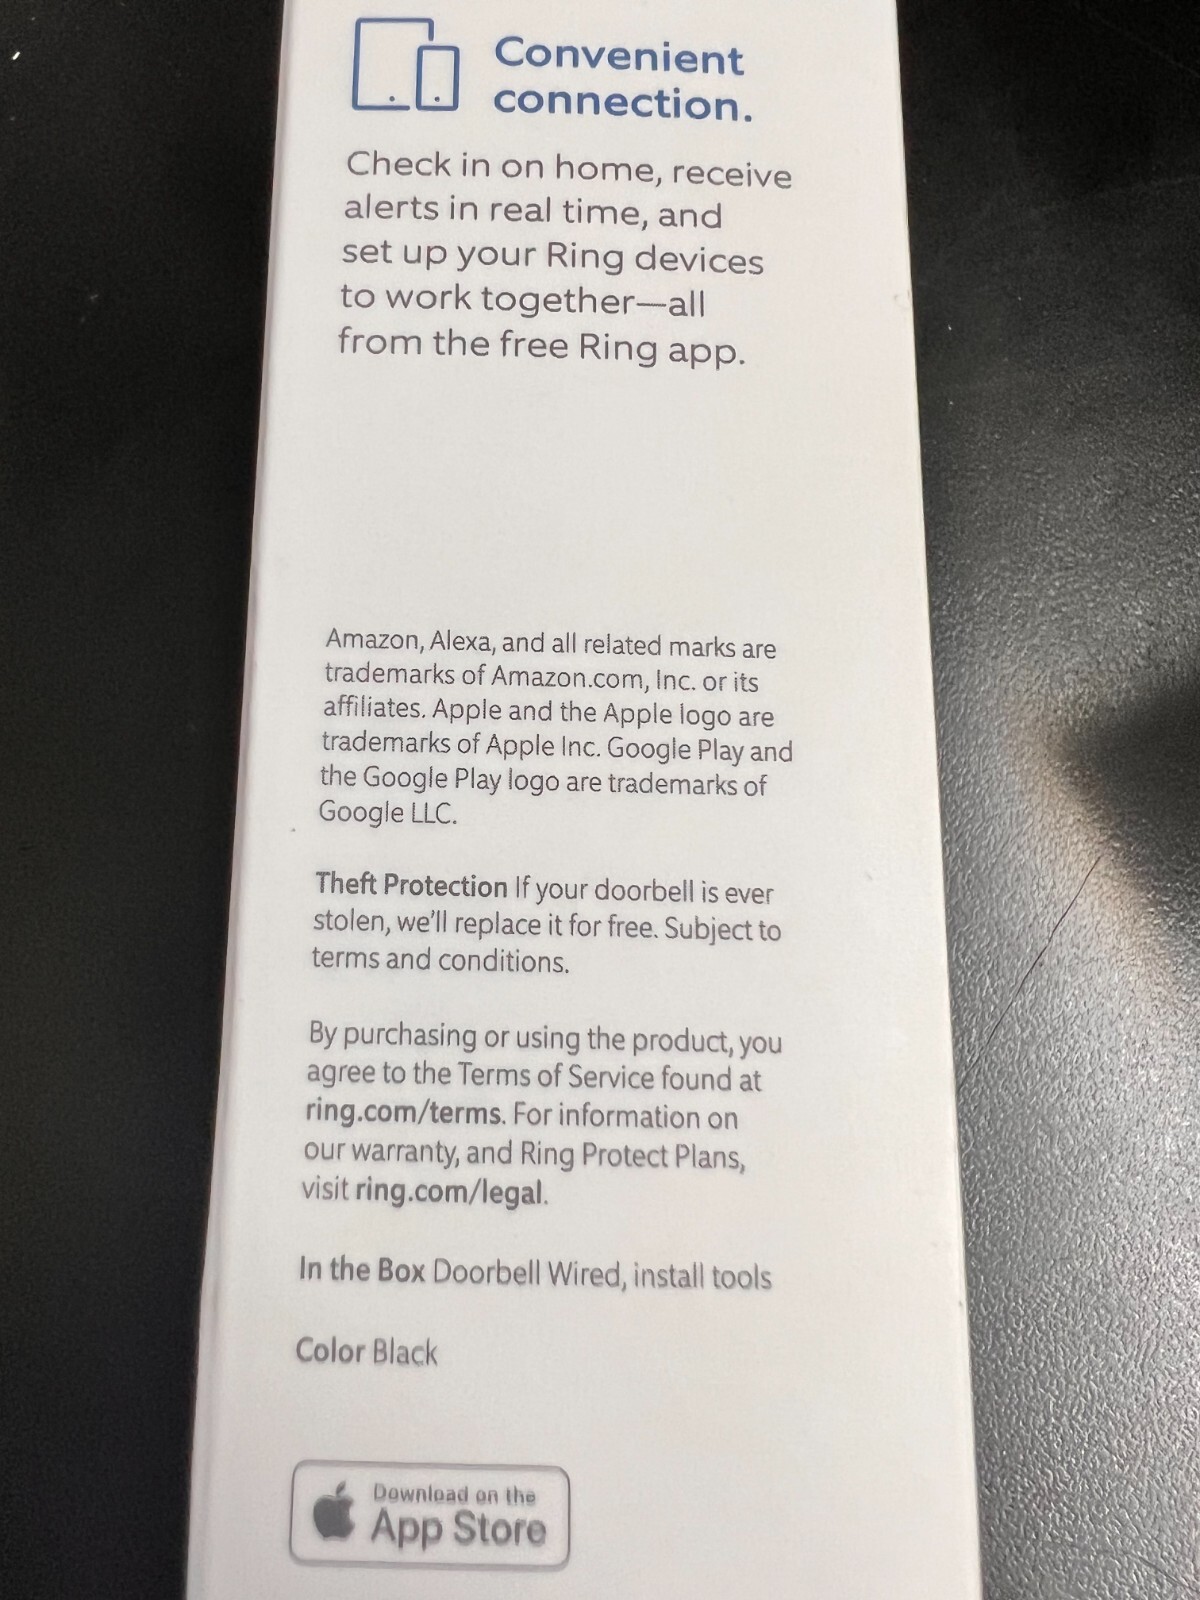 Convenient
connection.
Check in on home, receive
alerts in real time, and
set up your Ring devices
to work together—all
from the free Ring app.
Amazon, Alexa, and all related marks are
trademarks of Amazon.com, Inc. or its
affiliates. Apple and the Apple logo are
trademarks of Apple Inc. Google Play and
the Google Play logo are trademarks of
Google LLC.
Theft Protection If your doorbell is ever
stolen, we'll replace it for free. Subject to
terms and conditions.
By purchasing or using the product, you
agree to the Terms of Service found at
ring.com/terms. For information on
our warranty, and Ring Protect Plans,
visit ring.com/legal.
In the Box Doorbell Wired, install tools
Color Black
Download on the
App Store